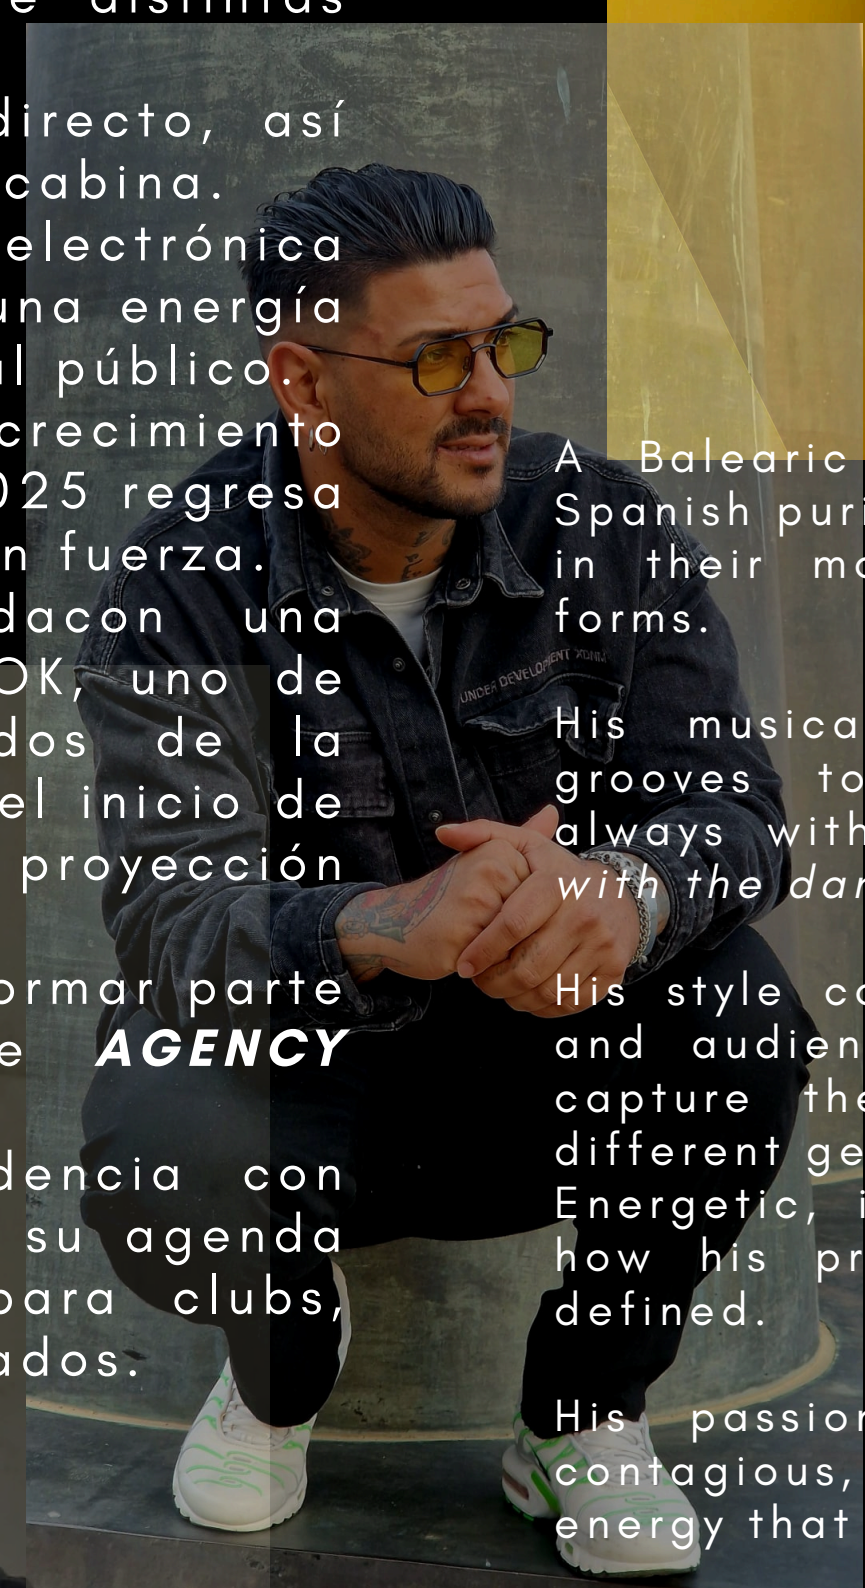 e distintas
directo, así
cabina.
electrónica
una energía
al público.
crecimiento
025 regresa
n fuerza.
dacon una
OK, uno de
dos de la
el inicio de
proyección
ormar parte
e AGENCY
dencia con
su agenda
para clubs,
ados.
UNDER DEVELOPMENT
A Balearic
Spanish puri
in their mo
forms.
His musica
grooves to
always with
with the dan
His style co
and audien
capture the
different ge
Energetic, i
how his pr
defined.
His passion
contagious,
energy that